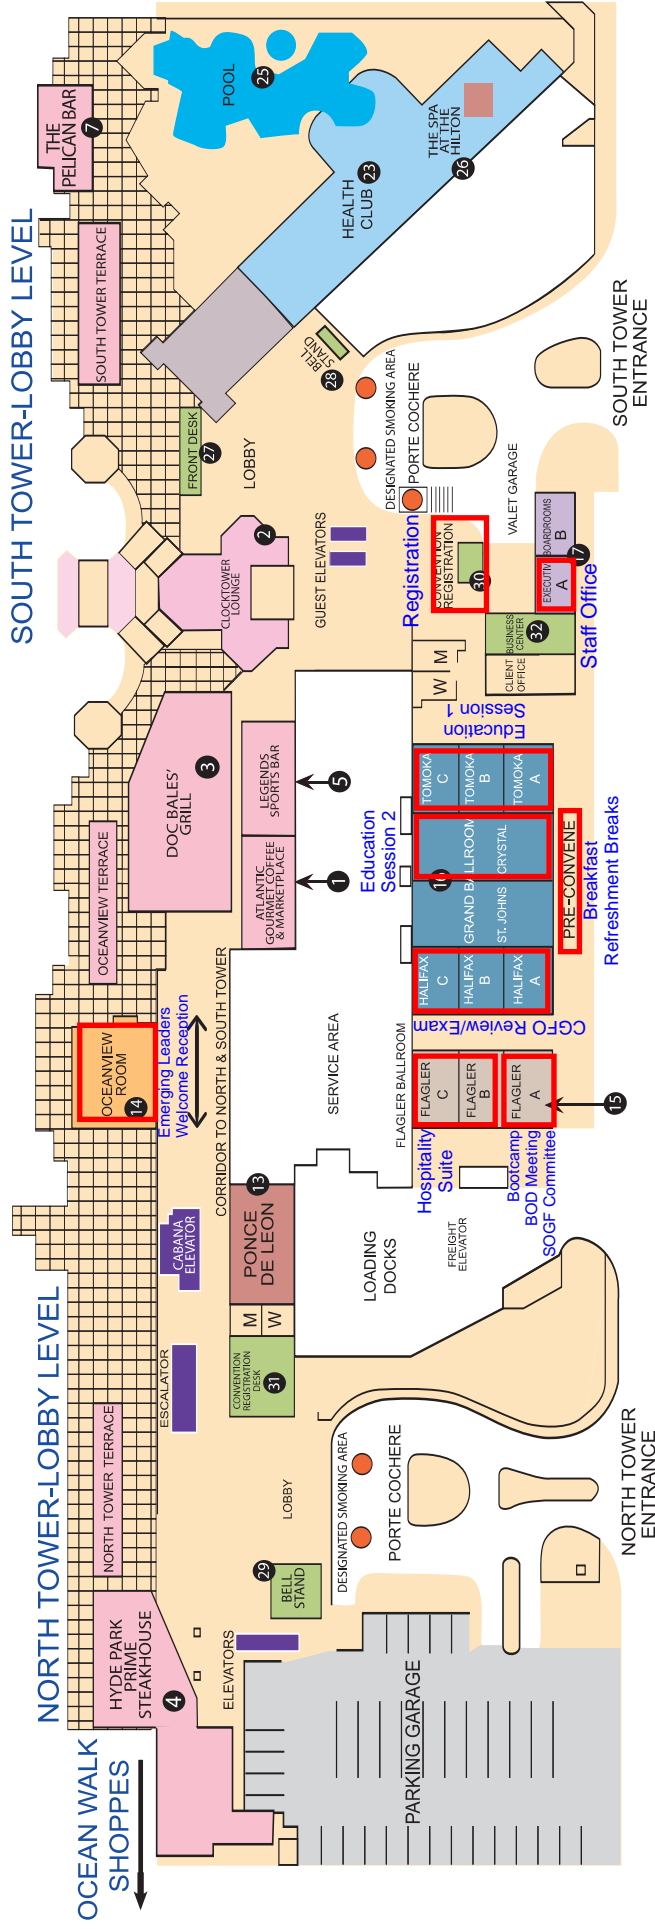 OCEAN WALK
SHOPPES
NORTH TOWER-LOBBY LEVEL
SOUTH TOWER-LOBBY LEVEL
HYDE PARK
PRIME
STEAKHOUSE
4
NORTH TOWER TERRACE
OCEANVIEW
ROOM
14
OCEANVIEW TERRACE
SOUTH TOWER TERRACE
THE
PELICAN BAR
7
Emerging Leaders
Welcome Reception
ESCALATOR
CABANA
ELEVATOR
DOC BALES'
GRILL
3
CLOCKTOWER
LOUNGE
2
FRONT DESK
27
LOBBY
POOL
25
ELEVATORS
BELL
STAND
29
LOBBY
CONVENTION
REGISTRATION
DESK
31
M
W
PONCE
DE LEON
13
CORRIDOR TO NORTH & SOUTH TOWER
ATLANTIC
GOURMET COFFEE
& MARKETPLACE
1
LEGENDS
SPORTS BAR
5
GUEST ELEVATORS
BELL
STAND
28
HEALTH
CLUB
23
THE SPA
AT THE
HILTON
26
DESIGNATED SMOKING AREA
PORTE COCHERE
LOADING
DOCKS
FREIGHT
ELEVATOR
SERVICE AREA
FLAGLER BALLROOM
Education
Session 2
DESIGNATED SMOKING AREA
PORTE COCHERE
Registration
CONVENTION
REGISTRATION
30
VALET GARAGE
PARKING GARAGE
Hospitality
Suite
FLAGLER
C
FLAGLER
B
FLAGLER
A
15
Bootcamp
BOD Meeting
SOGF Committee
CGFO Review/Exam
HALIFAX
C
HALIFAX
B
HALIFAX
A
10
GRAND BALLROOM
ST. JOHNS
CRYSTAL
TOMOKA
C
TOMOKA
B
TOMOKA
A
Education
Session 1
W
M
CLIENT
OFFICE
BUSINESS
CENTER
32
EXECUTIV
BOARDROOMS
A
B
17
Staff Office
PRE-CONVENE
Breakfast
Refreshment Breaks
NORTH TOWER
ENTRANCE
SOUTH TOWER
ENTRANCE